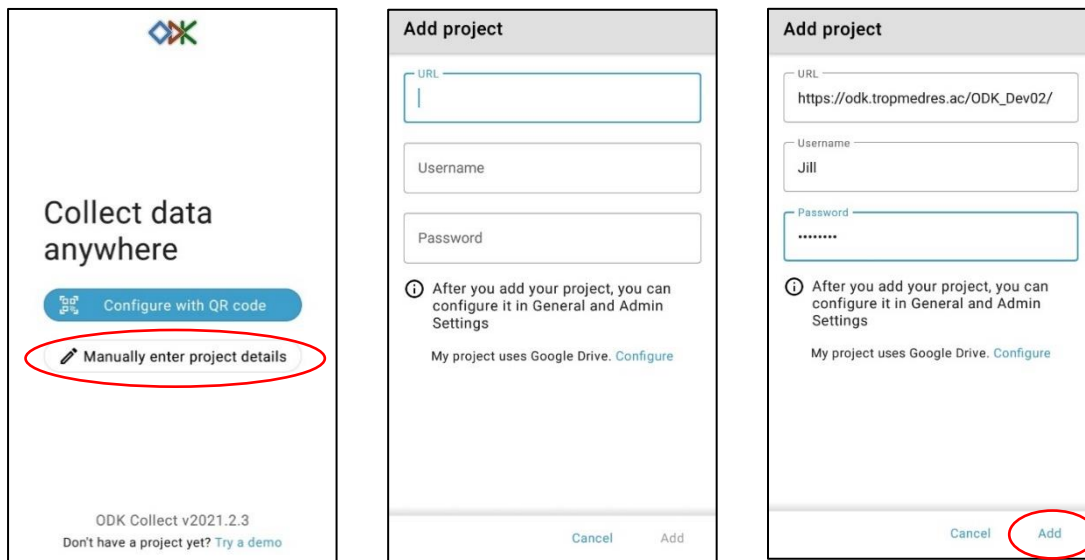 ODK
Collect data
anywhere
Configure with QR code
Manually enter project details
ODK Collect v2021.2.3
Don't have a project yet? Try a demo
Add project
URL
Username
Password
After you add your project, you can
configure it in General and Admin
Settings
My project uses Google Drive. Configure
Cancel Add
Add project
URL
https://odk.tropmedres.ac/ODK_Dev02/
Username
Jill
Password
••••••••
After you add your project, you can
configure it in General and Admin
Settings
My project uses Google Drive. Configure
Cancel Add